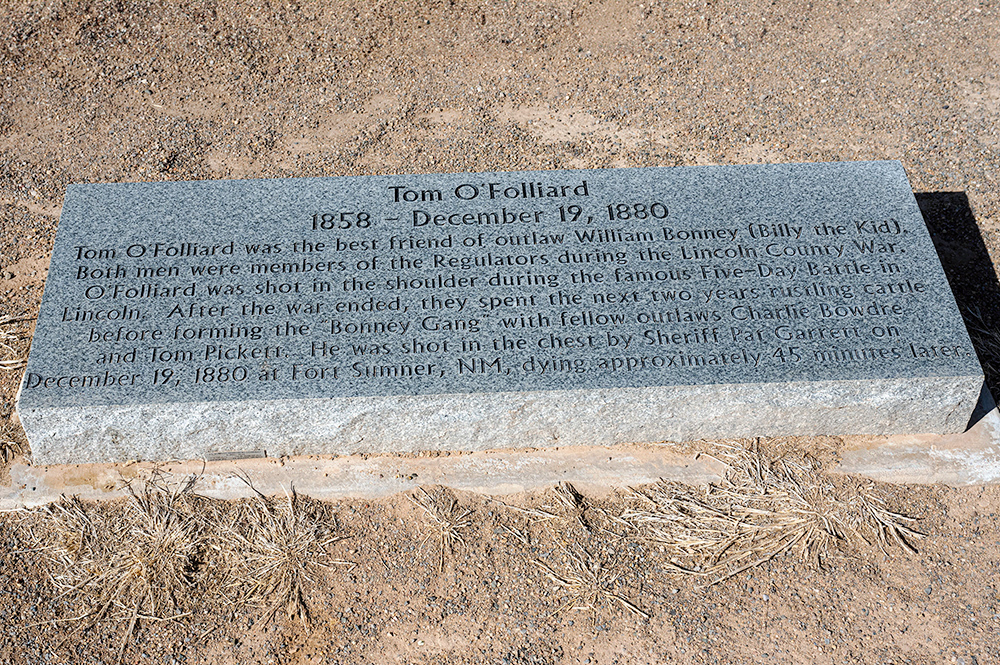 Tom O'Folliard
1858 - December 19, 1880
Tom O'Folliard was the best friend of outlaw William Bonney (Billy the Kid).
Both men were members of the Regulators during the Lincoln County War.
O'Folliard was shot in the shoulder during the famous Five-Day Battle in
Lincoln. After the war ended, they spent the next two years rustling cattle
before forming the "Bonney Gang" with fellow outlaws Charlie Bowdre
and Tom Pickett. He was shot in the chest by Sheriff Pat Garrett on
December 19, 1880 at Fort Sumner, NM, dying approximately 45 minutes later.